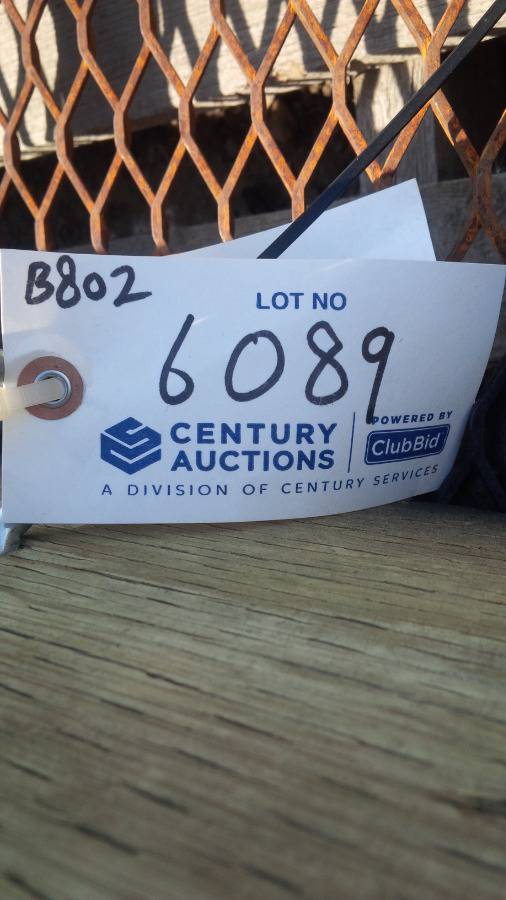 B802
LOT NO
6089
CENTURY
AUCTIONS
POWERED BY
ClubBid
A DIVISION OF CENTURY SERVICES